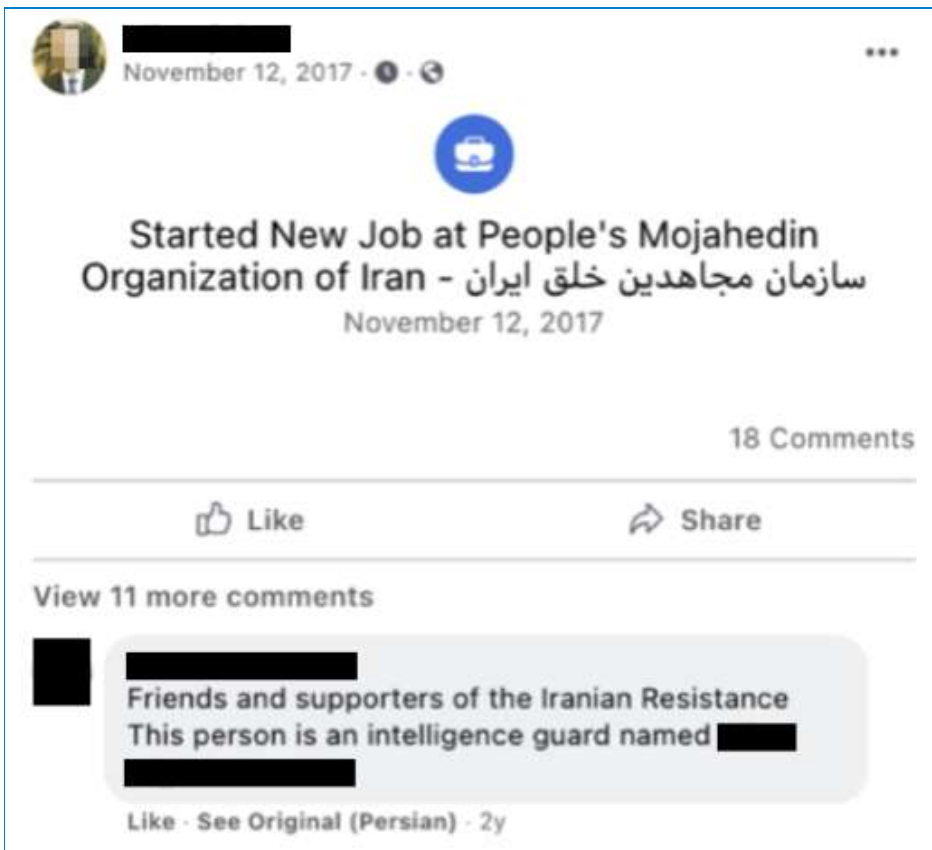 November 12, 2017
Started New Job at People's Mojahedin
Organization of Iran - سازمان مجاهدین خلق ایران
November 12, 2017
18 Comments
Like
Share
View 11 more comments
Friends and supporters of the Iranian Resistance
This person is an intelligence guard named
Like · See Original (Persian) · 2y